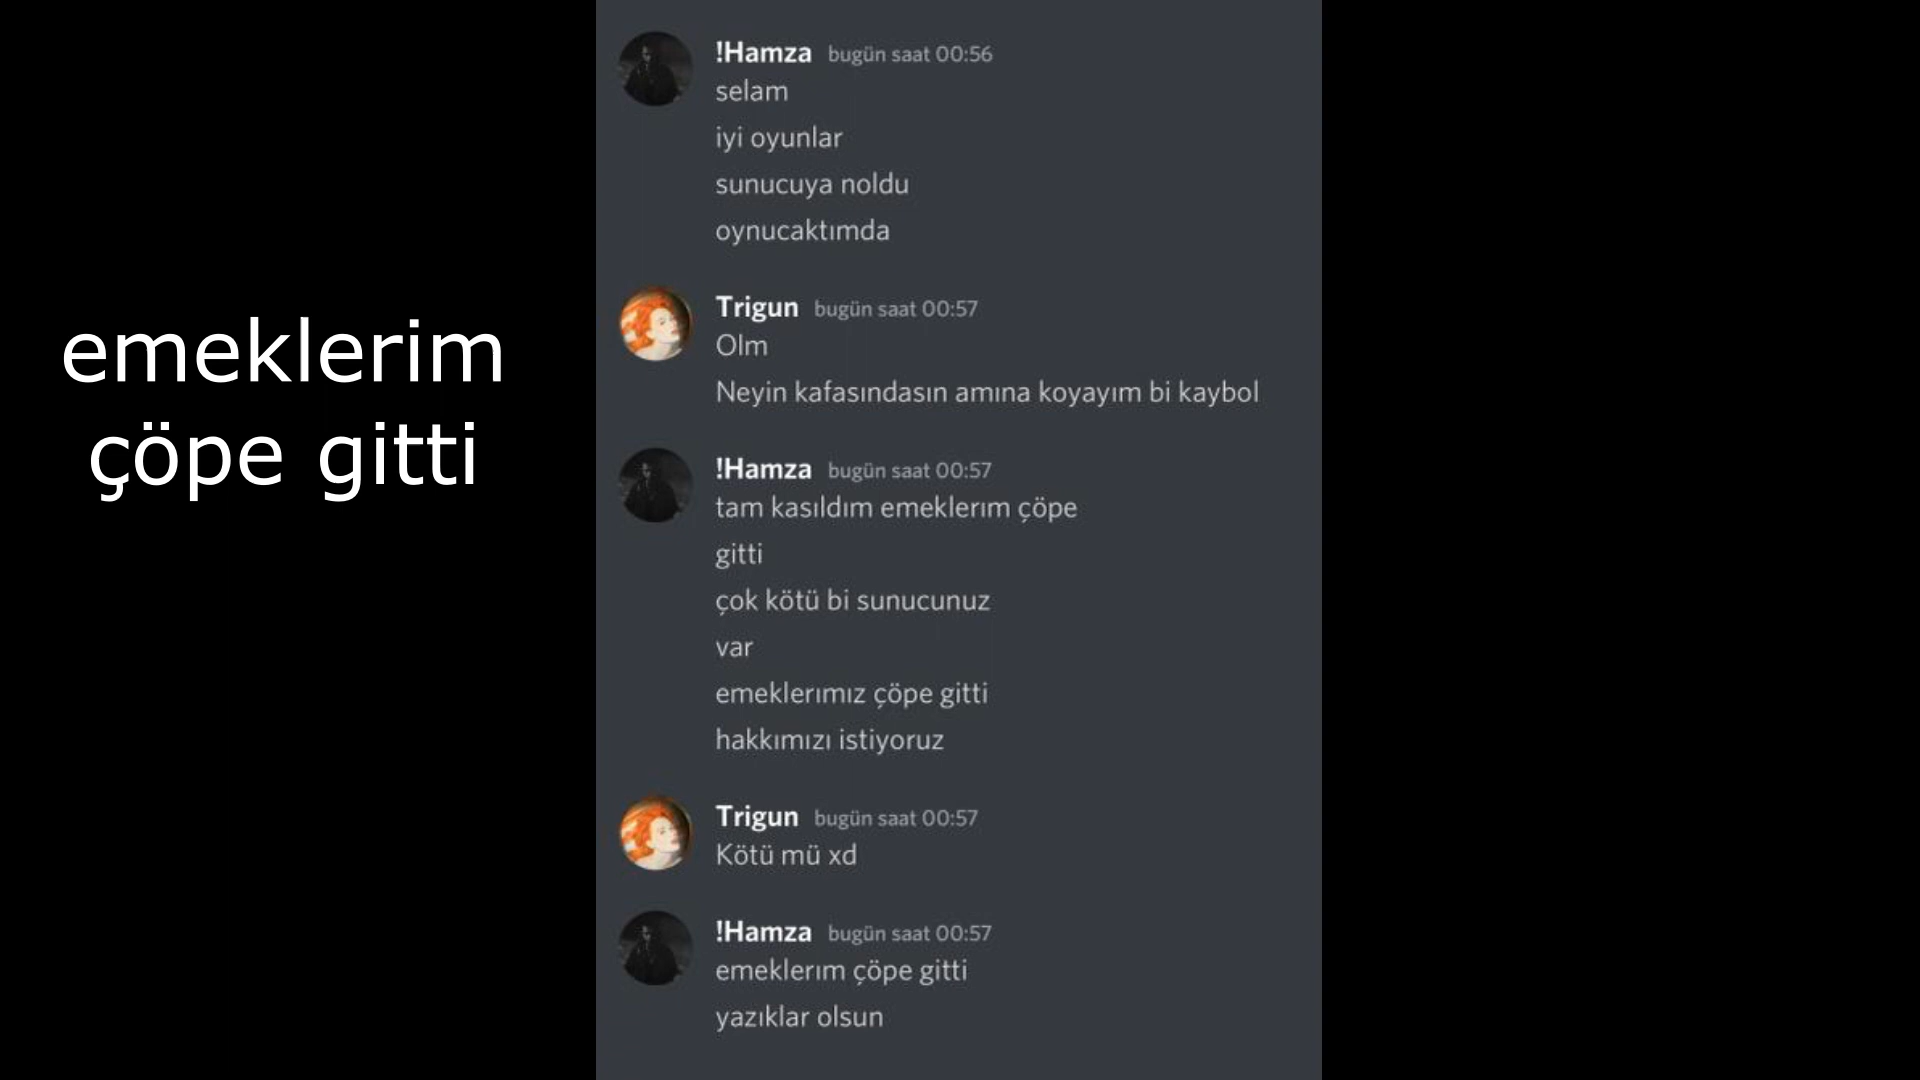 emeklerim
çöpe gitti
!Hamza bugün saat 00:56
selam
iyi oyunlar
sunucuya noldu
oynucaktımda
Trigun bugün saat 00:57
Olm
Neyin kafasındasın amına koyayım bi kaybol
!Hamza bugün saat 00:57
tam kasıldım emeklerım çöpe
gitti
çok kötü bi sunucunuz
var
emeklerımız çöpe gitti
hakkımızı istiyoruz
Trigun bugün saat 00:57
Kötü mü xd
!Hamza bugün saat 00:57
emeklerım çöpe gitti
yazıklar olsun